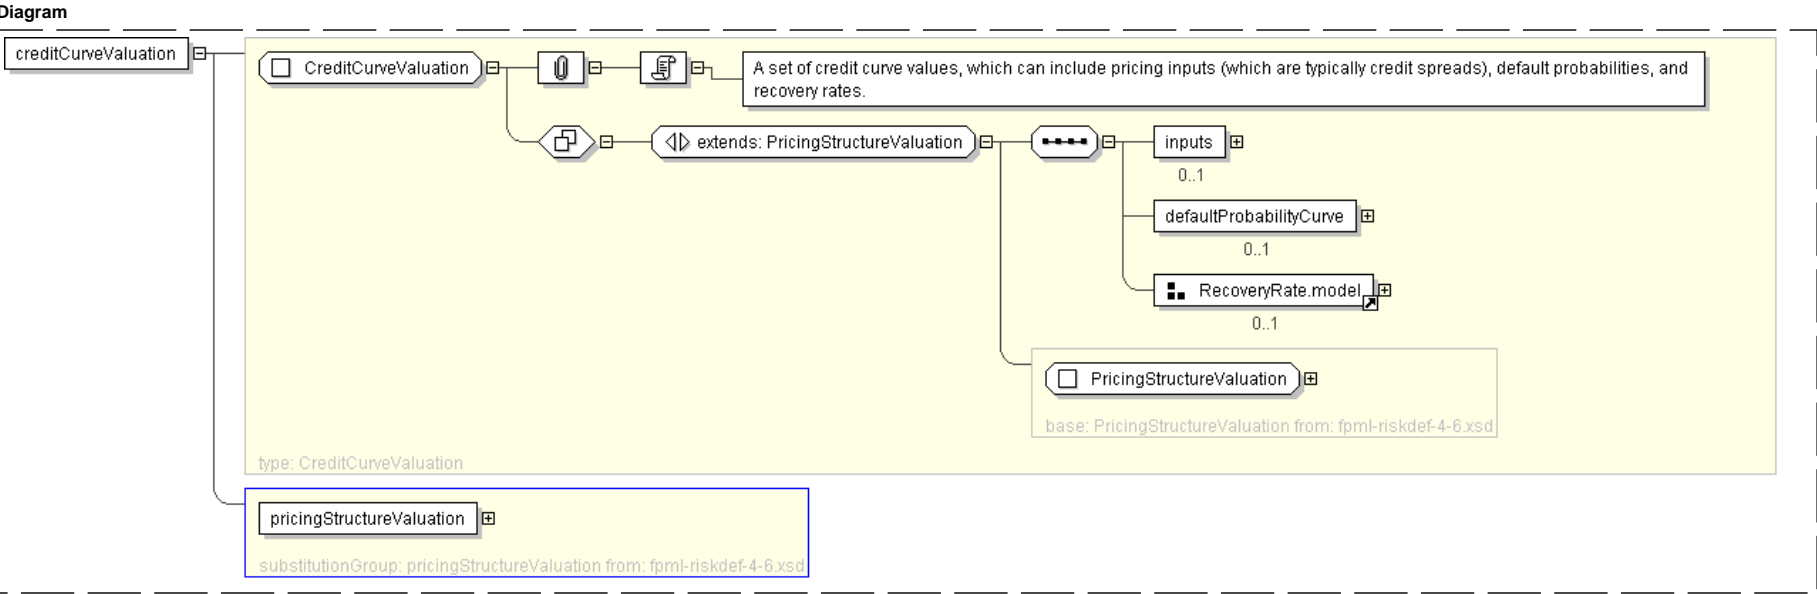 Diagram
creditCurveValuation
CreditCurveValuation
A set of credit curve values, which can include pricing inputs (which are typically credit spreads), default probabilities, and
recovery rates.
extends: PricingStructureValuation
inputs
0..1
defaultProbabilityCurve
0..1
RecoveryRate.model
0..1
PricingStructureValuation
base: PricingStructureValuation from: fpml-riskdef-4-6.xsd
type: CreditCurveValuation
pricingStructureValuation
substitutionGroup: pricingStructureValuation from: fpml-riskdef-4-6.xsd